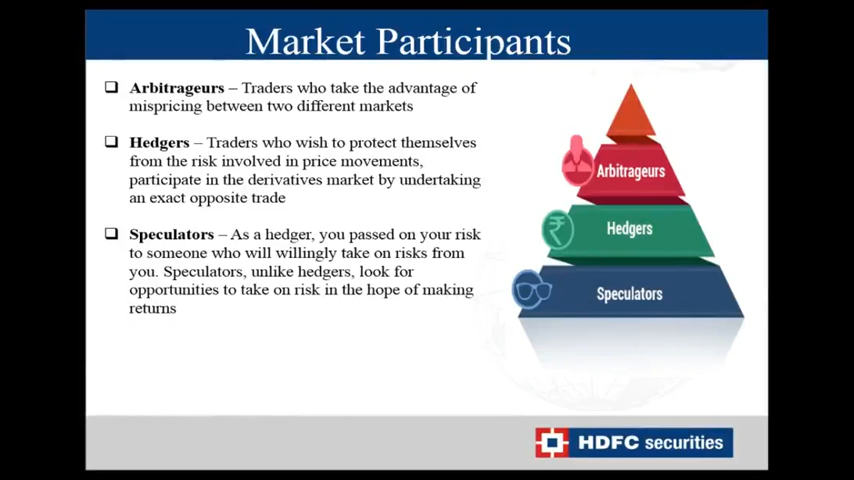 Market Participants
❑ Arbitrageurs – Traders who take the advantage of
mispricing between two different markets
❑ Hedgers – Traders who wish to protect themselves
from the risk involved in price movements,
participate in the derivatives market by undertaking
an exact opposite trade
❑ Speculators – As a hedger, you passed on your risk
to someone who will willingly take on risks from
you. Speculators, unlike hedgers, look for
opportunities to take on risk in the hope of making
returns
Arbitrageurs
₹
Hedgers
Speculators
HDFC securities